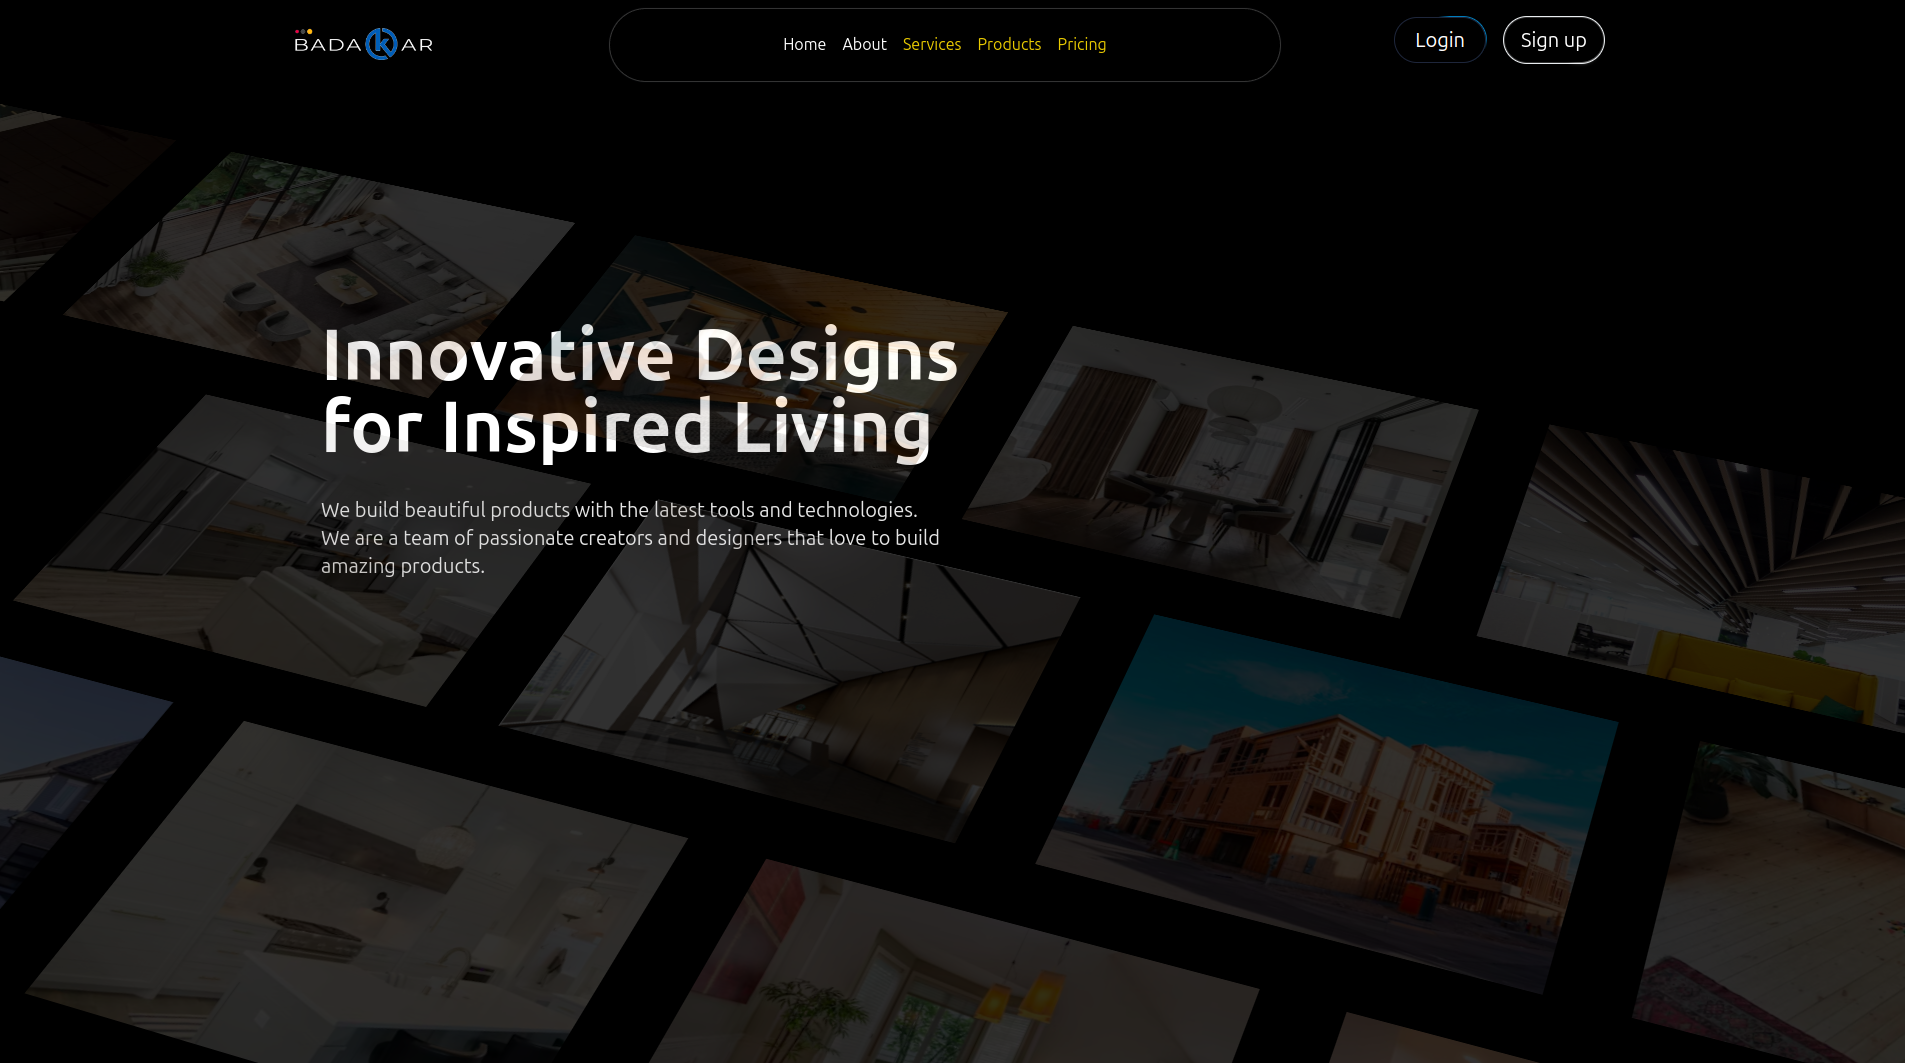 BADAKAR
Home About Services Products Pricing
Login
Sign up
Innovative Designs
for Inspired Living
We build beautiful products with the latest tools and technologies.
We are a team of passionate creators and designers that love to build
amazing products.